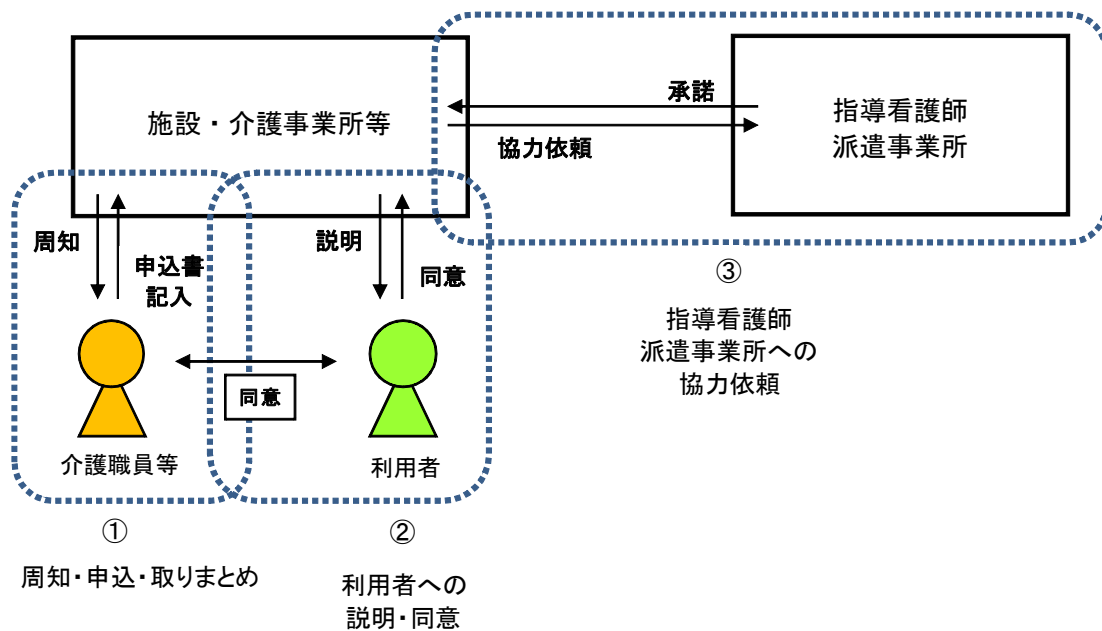 施設・介護事業所等
承諾
協力依頼
指導看護師
派遣事業所
周知
申込書
記入
説明
同意
同意
介護職員等
利用者
①
周知・申込・取りまとめ
②
利用者への
説明・同意
③
指導看護師
派遣事業所への
協力依頼